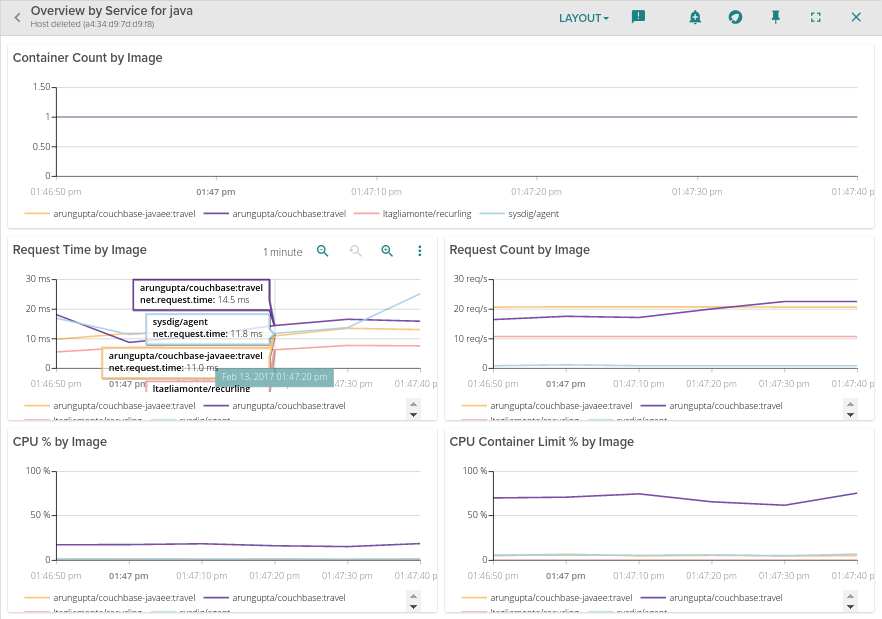 Overview by Service for java
Host deleted (a4:34:d9:7d:d9:f8)
LAYOUT
Container Count by Image
1.50
1
0.50
0
01:46:50 pm 01:47 pm 01:47:10 pm 01:47:20 pm 01:47:30 pm 01:47:40 p
arungupta/couchbase-javaee:travel arungupta/couchbase:travel ltagliamonte/recurling sysdig/agent
Request Time by Image 1 minute
30 ms
20 ms
10 ms
0
arungupta/couchbase:travel
net.request.time: 14.5 ms
sysdig/agent
net.request.time: 11.8 ms
arungupta/couchbase-javaee:travel
net.request.time: 11.0 ms
ltagliamonte/recurling
Feb 13, 2017 01:47:20 pm
01:46:50 pm 01:47 pm :47:30 pm 01:47:40 p
arungupta/couchbase-javaee:travel arungupta/couchbase:travel
ltagliamonte/recurling sysdig/agent
Request Count by Image
30 req/s
20 req/s
10 req/s
0
01:46:50 pm 01:47 pm 01:47:10 pm 01:47:20 pm 01:47:30 pm 01:47:40 p
arungupta/couchbase-javaee:travel arungupta/couchbase:travel
ltagliamonte/recurling sysdig/agent
CPU % by Image
100 %
50 %
0
01:46:50 pm 01:47 pm 01:47:10 pm 01:47:20 pm 01:47:30 pm 01:47:40 p
arungupta/couchbase-javaee:travel arungupta/couchbase:travel
ltagliamonte/recurling sysdig/agent
CPU Container Limit % by Image
100 %
50 %
0
01:46:50 pm 01:47 pm 01:47:10 pm 01:47:20 pm 01:47:30 pm 01:47:40 p
arungupta/couchbase-javaee:travel arungupta/couchbase:travel
ltagliamonte/recurling sysdig/agent